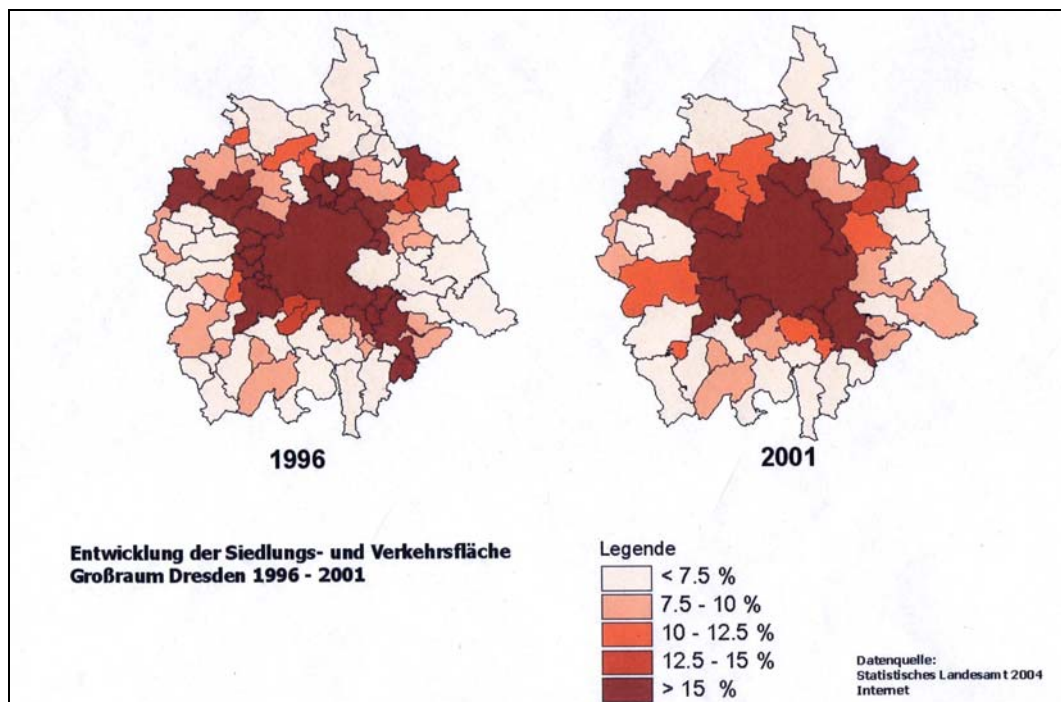 1996
2001
Entwicklung der Siedlungs- und Verkehrsfläche
Großraum Dresden 1996 - 2001
Legende
< 7.5 %
7.5 - 10 %
10 - 12.5 %
12.5 - 15 %
> 15 %
Datenquelle:
Statistisches Landesamt 2004
Internet